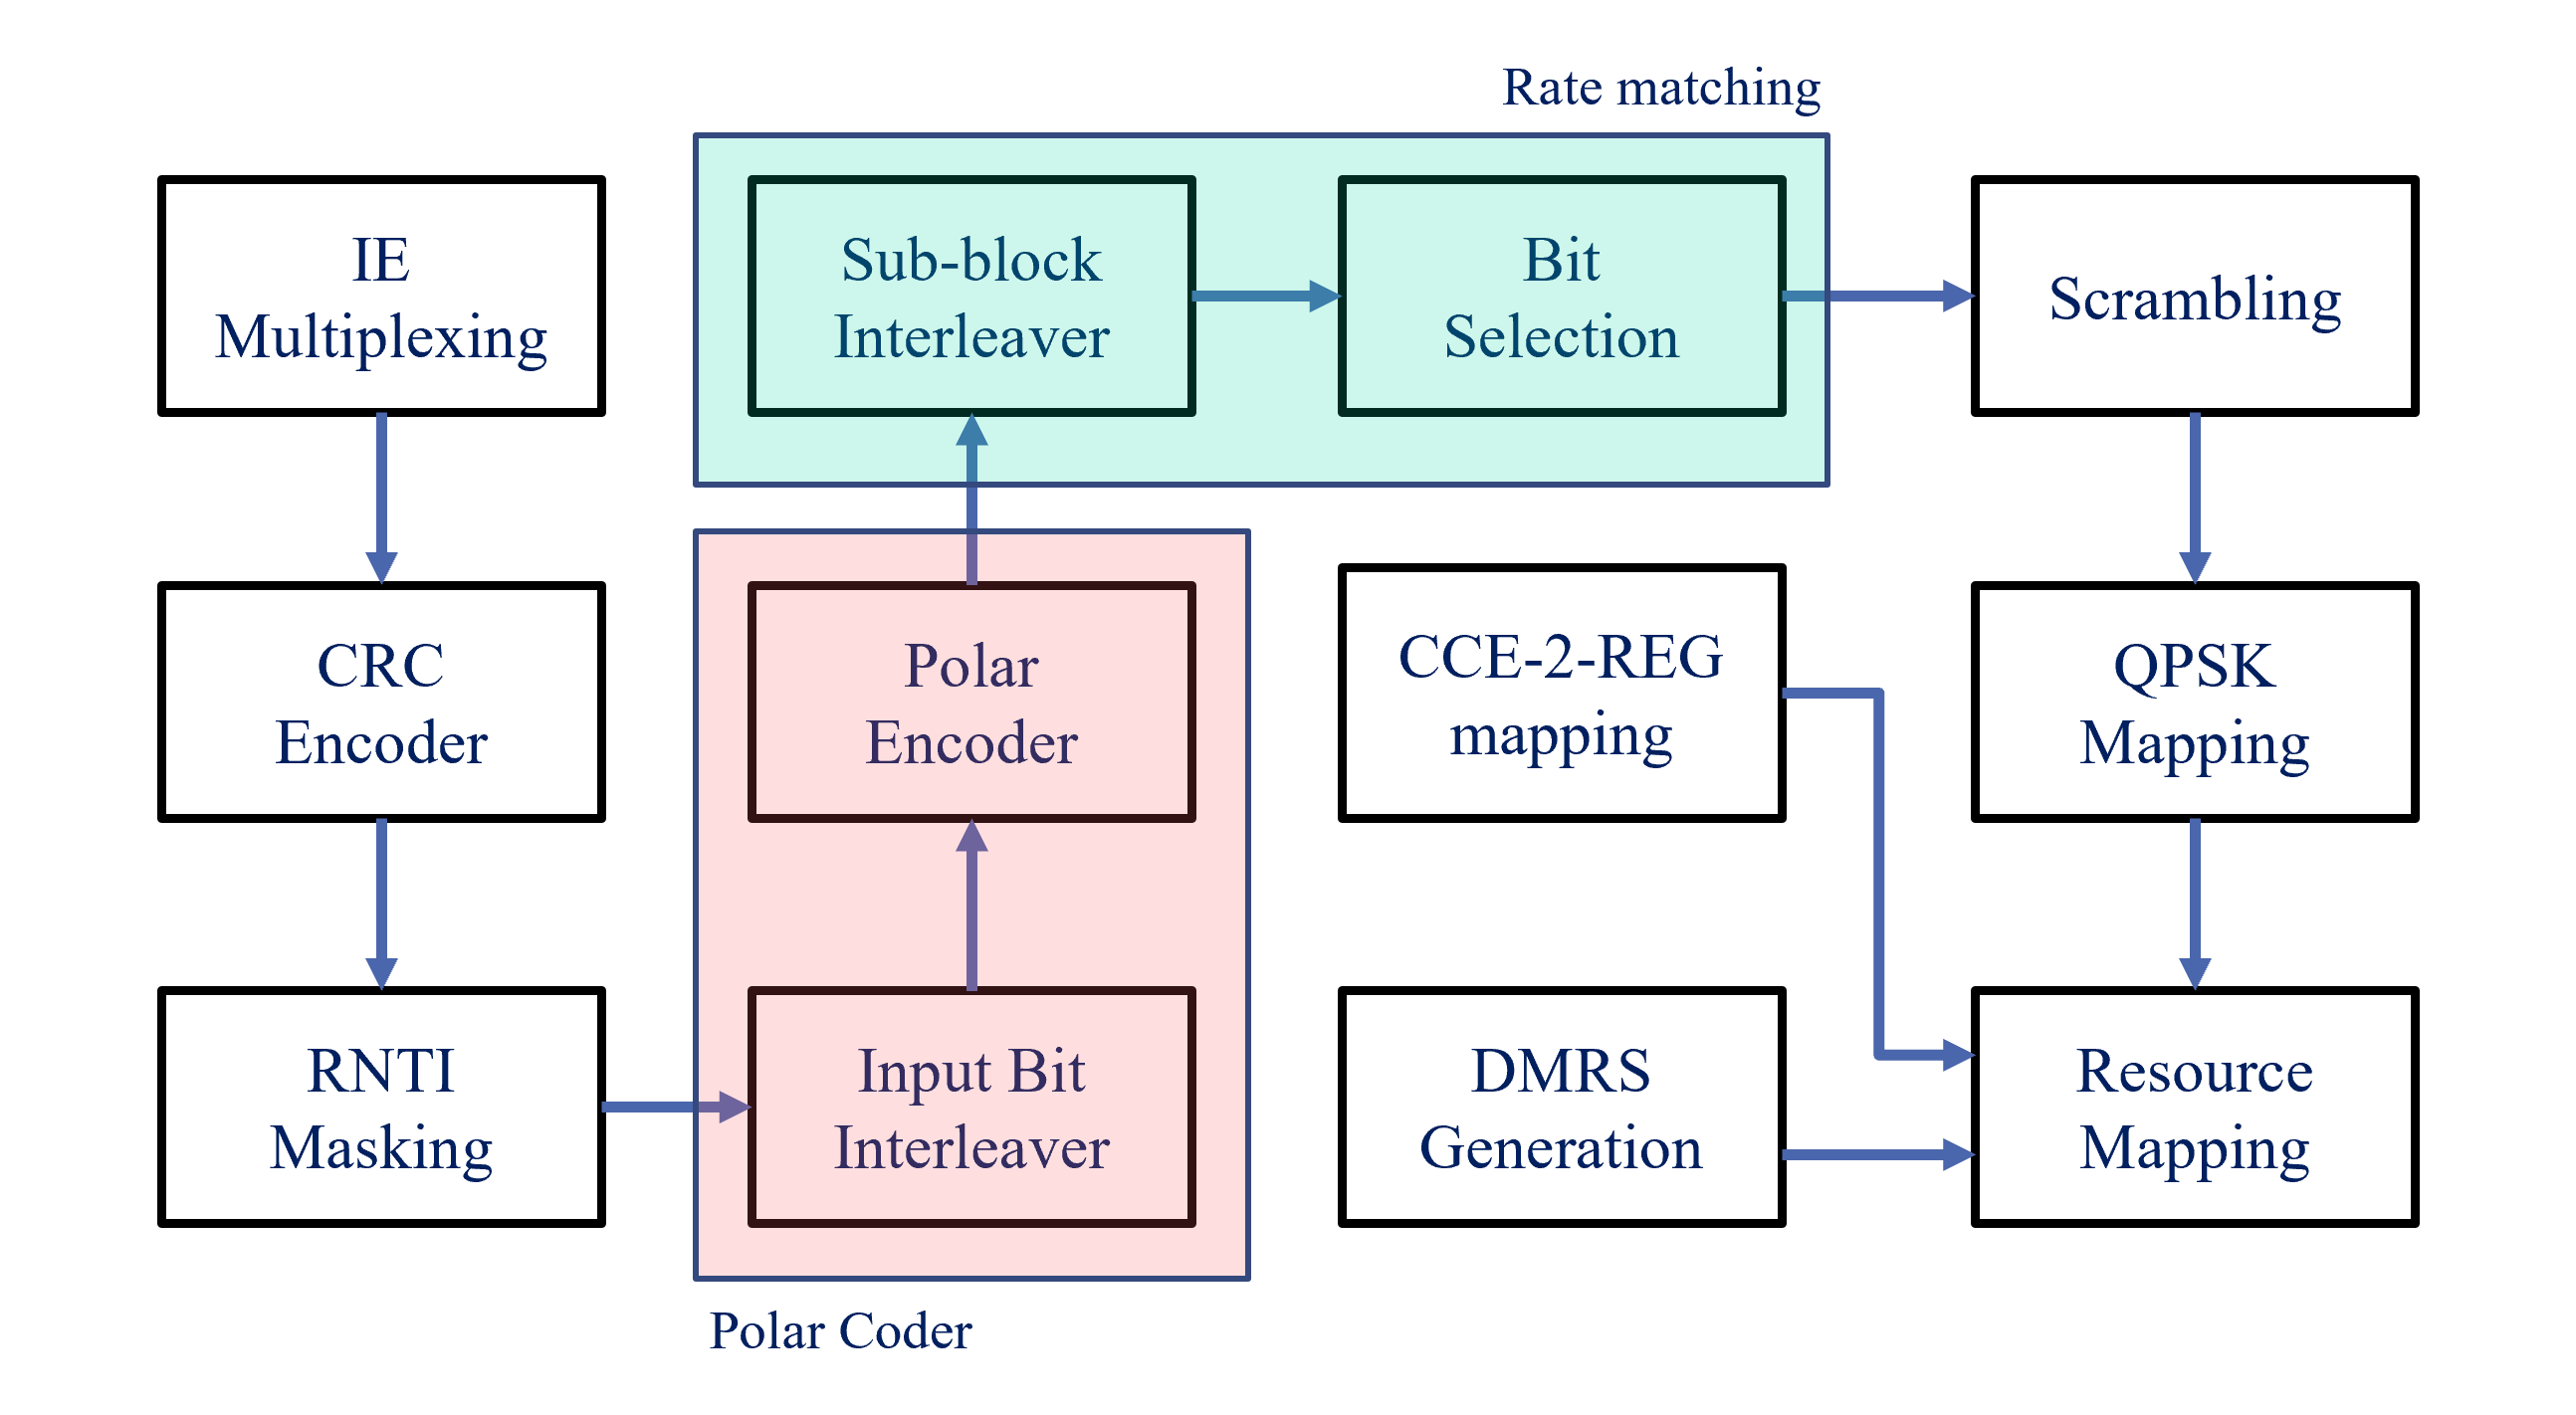 Rate matching
IE
Multiplexing
Sub-block
Interleaver
Bit
Selection
Scrambling
CRC
Encoder
Polar
Encoder
CCE-2-REG
mapping
QPSK
Mapping
RNTI
Masking
Input Bit
Interleaver
DMRS
Generation
Resource
Mapping
Polar Coder